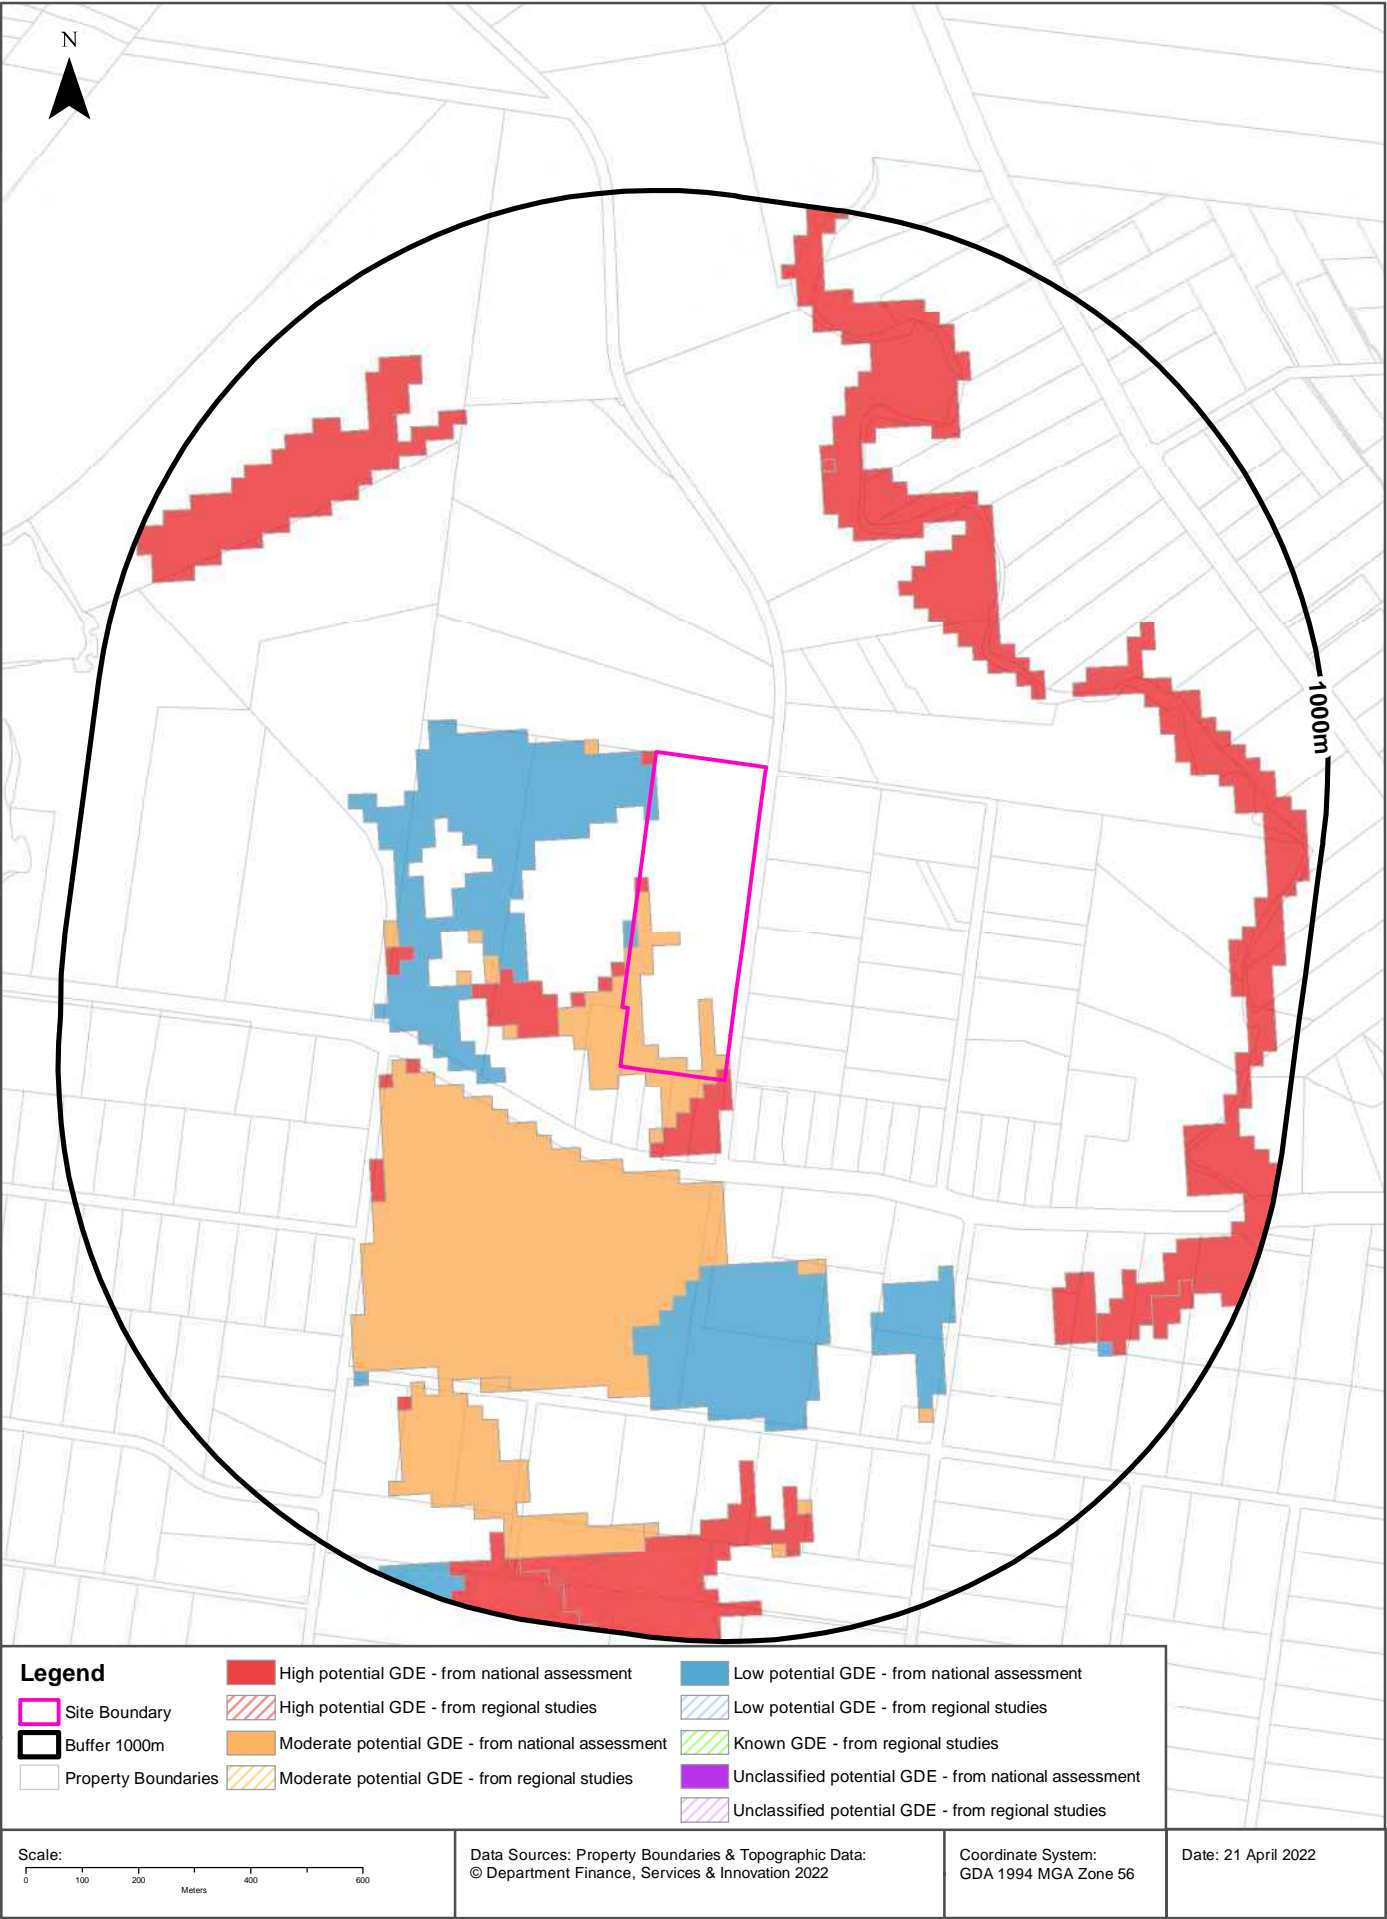 N
1000m
Legend
Site Boundary
Buffer 1000m
Property Boundaries
High potential GDE - from national assessment
High potential GDE - from regional studies
Moderate potential GDE - from national assessment
Moderate potential GDE - from regional studies
Low potential GDE - from national assessment
Low potential GDE - from regional studies
Known GDE - from regional studies
Unclassified potential GDE - from national assessment
Unclassified potential GDE - from regional studies
Scale:
0 100 200 400 600
Meters
Data Sources: Property Boundaries & Topographic Data:
© Department Finance, Services & Innovation 2022
Coordinate System:
GDA 1994 MGA Zone 56
Date: 21 April 2022